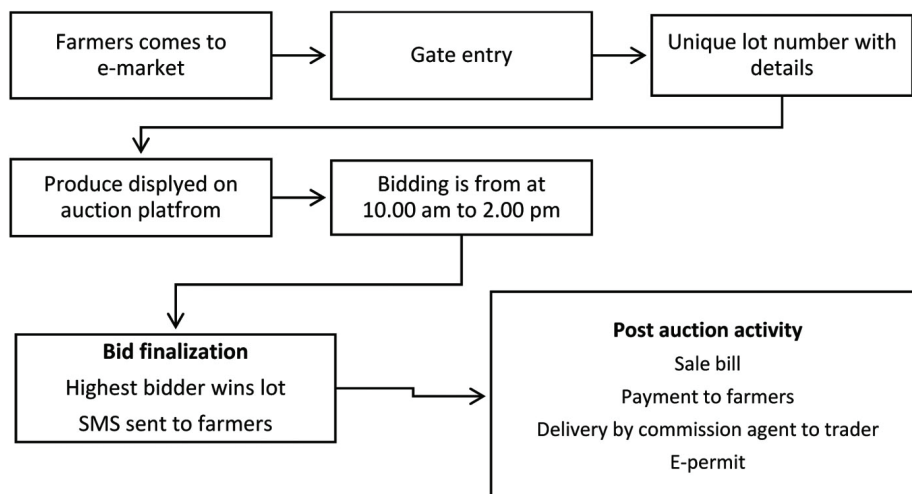 Farmers comes to
e-market
Gate entry
Unique lot number with
details
Produce displyed on
auction platfrom
Bidding is from at
10.00 am to 2.00 pm
Bid finalization
Highest bidder wins lot
SMS sent to farmers
Post auction activity
Sale bill
Payment to farmers
Delivery by commission agent to trader
E-permit